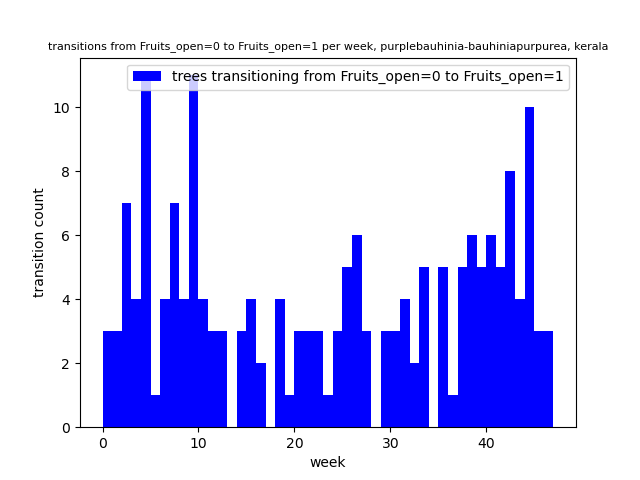 transitions from Fruits_open=0 to Fruits_open=1 per week, purplebauhinia-bauhiniapurpurea, kerala
trees transitioning from Fruits_open=0 to Fruits_open=1
transition count
10
8
6
4
2
0
0 10 20 30 40
week